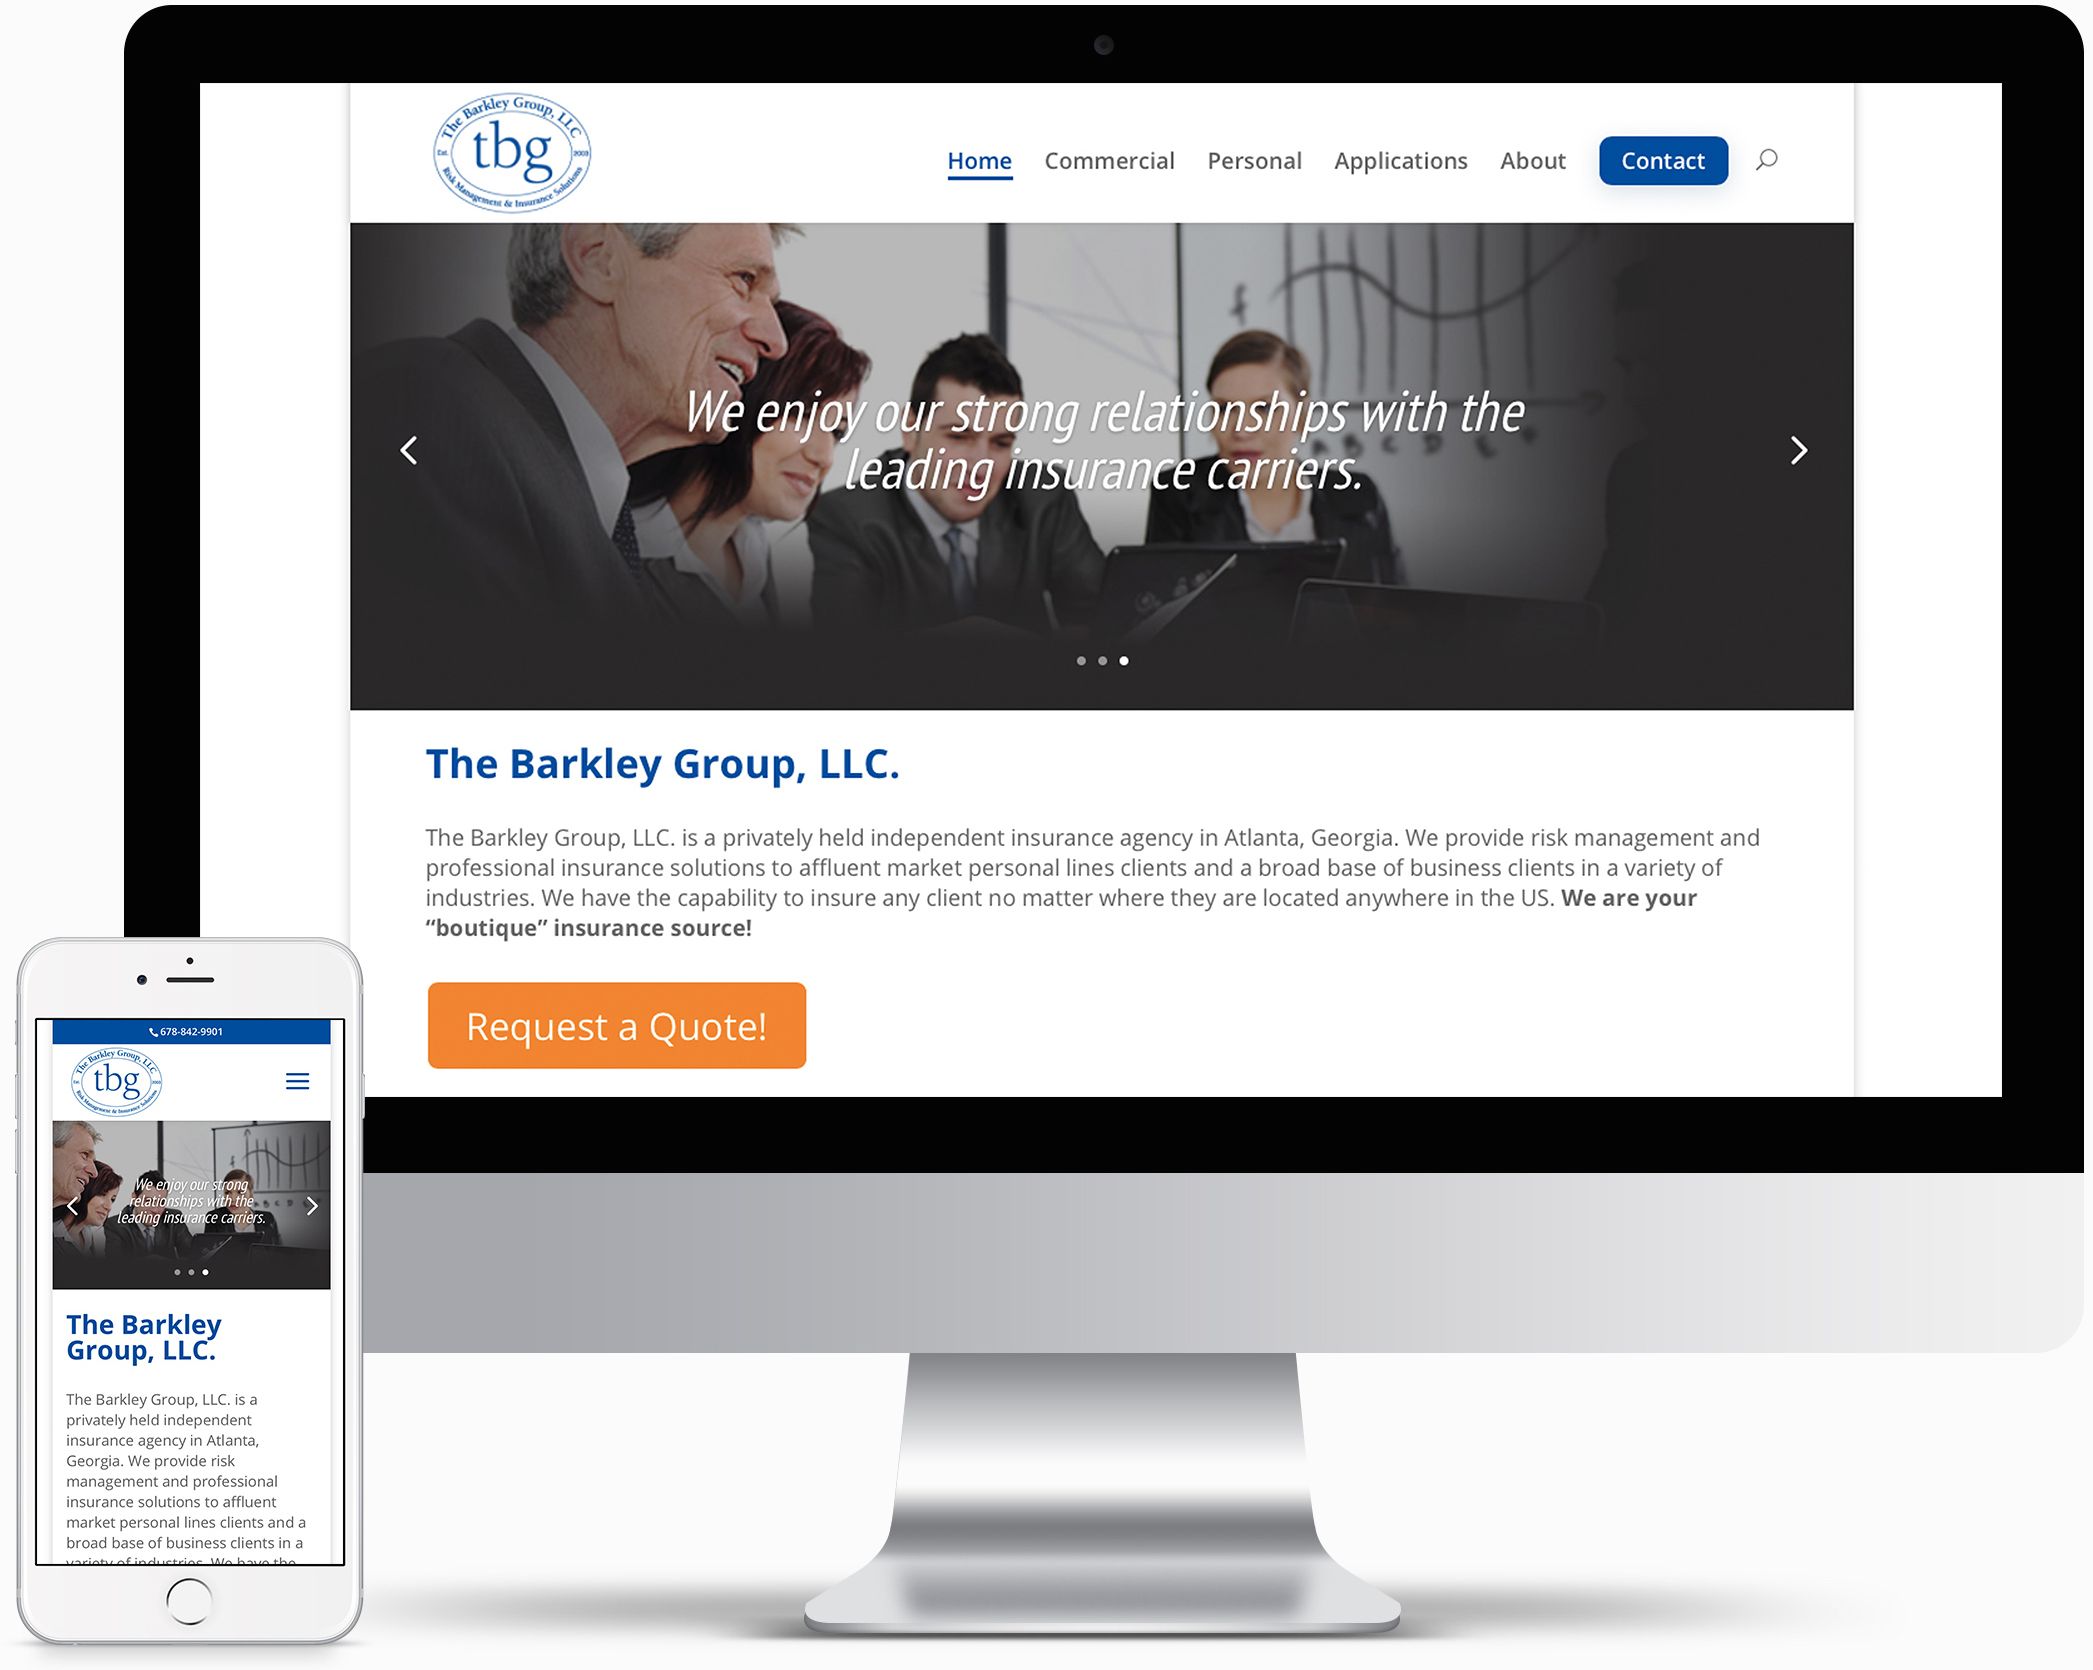 The Barkley Group, LLC
Est. tbg 2003
Risk Management & Insurance Solutions
Home Commercial Personal Applications About Contact
f
A B C D E F
We enjoy our strong relationships with the
leading insurance carriers.
The Barkley Group, LLC.
The Barkley Group, LLC. is a privately held independent insurance agency in Atlanta, Georgia. We provide risk management and
professional insurance solutions to affluent market personal lines clients and a broad base of business clients in a variety of
industries. We have the capability to insure any client no matter where they are located anywhere in the US. We are your
“boutique” insurance source!
Request a Quote!
678-842-9901
The Barkley Group, LLC
Est. tbg 2003
Risk Management & Insurance Solutions
We enjoy our strong
relationships with the
leading insurance carriers.
The Barkley
Group, LLC.
The Barkley Group, LLC. is a
privately held independent
insurance agency in Atlanta,
Georgia. We provide risk
management and professional
insurance solutions to affluent
market personal lines clients and a
broad base of business clients in a
variety of industries. We have the